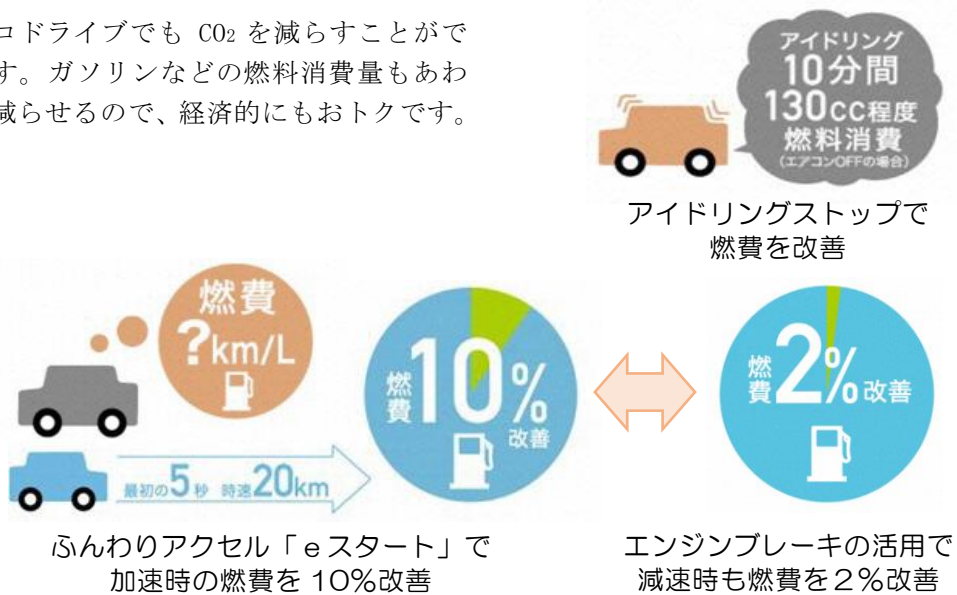 コドライブでも CO₂ を減らすことがで
す。ガソリンなどの燃料消費量もあわ
減らせるので、経済的にもおトクです。
アイドリング
10分間
130cc程度
燃料消費
(エアコンOFFの場合)
アイドリングストップで
燃費を改善
燃費
?km/L
最初の5秒 時速20km
燃費10%改善
ふんわりアクセル「eスタート」で
加速時の燃費を 10%改善
燃費2%改善
エンジンブレーキの活用で
減速時も燃費を2%改善